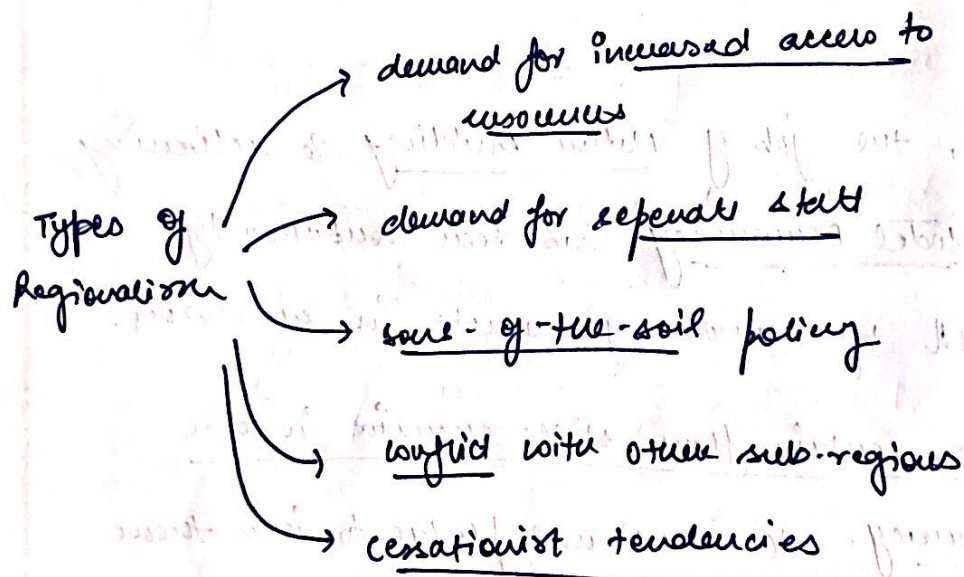 demand for increased access to
resources
Types of
Regionalism
demand for seperate state
sons-of-the-soil policy
conflict with other sub-regions
cessationist tendencies